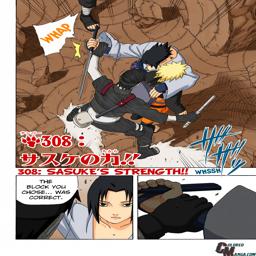 WHAP
308:
サスケの力!!
308: SASUKE'S STRENGTH!!
WHSSH
THE
BLOCK YOU
CHOSE... WAS
CORRECT.
COLORED
MANGA.COM